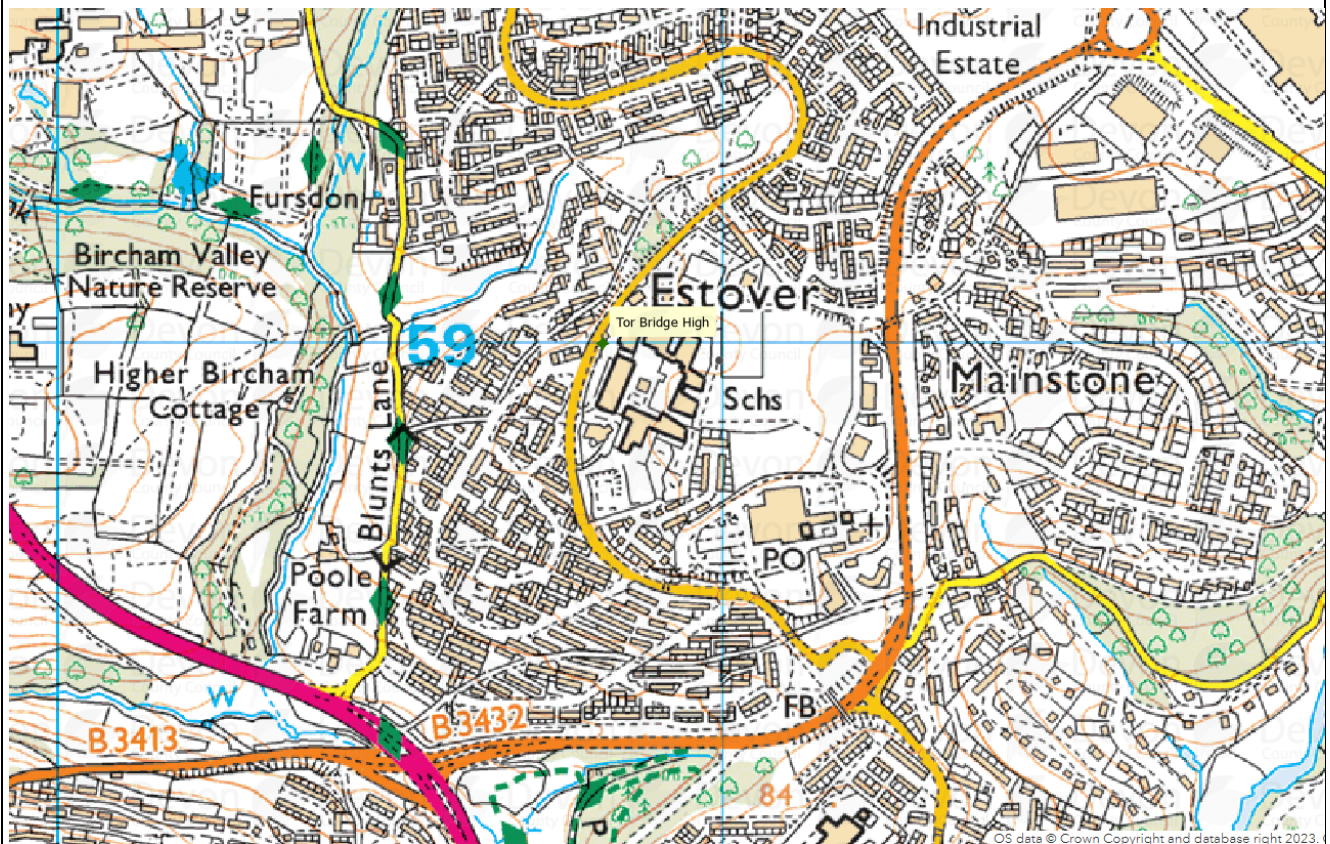 Industrial
Estate
W
Fursdon
Bircham Valley
Nature Reserve
Estover
Tor Bridge High
59
Higher Bircham
Cottage
Blunts Lane
Schs
Mainstone
Poole
Farm
PO
W
B 3413
B 3432
FB
84
P
OS data © Crown Copyright and database right 2023.